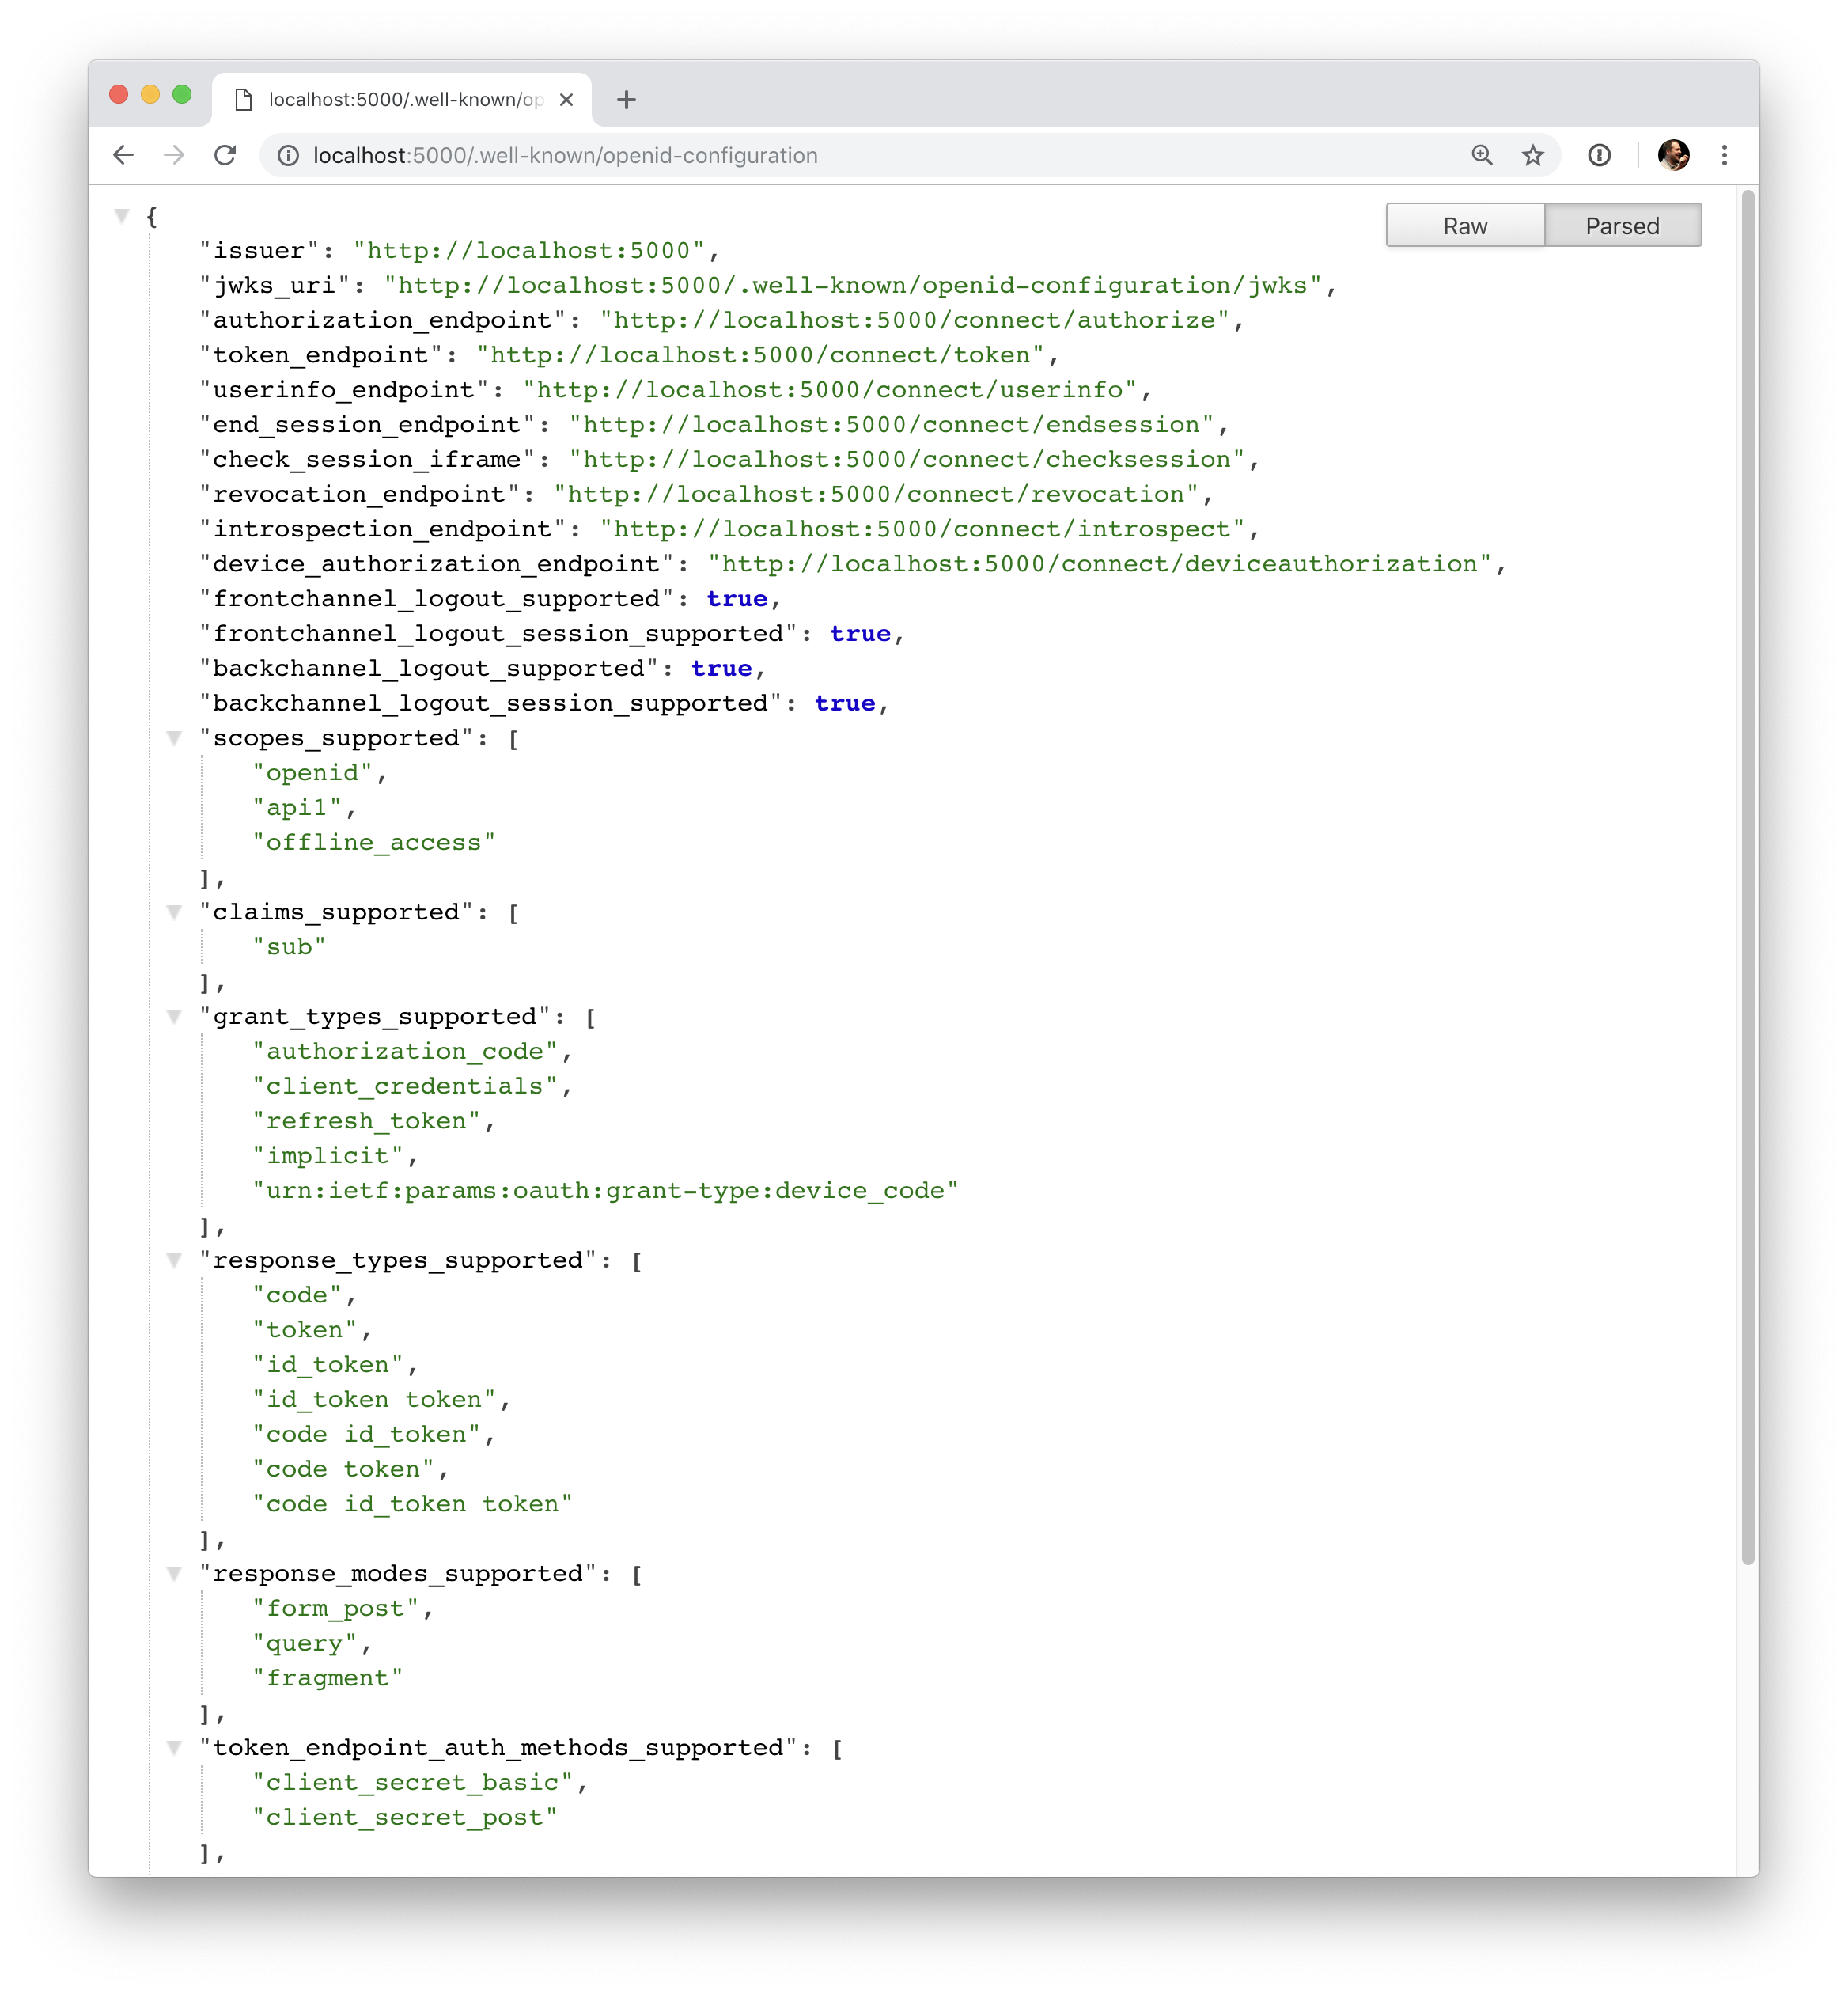 localhost:5000/.well-known/op
localhost:5000/.well-known/openid-configuration
Raw Parsed
{
"issuer": "http://localhost:5000",
"jwks_uri": "http://localhost:5000/.well-known/openid-configuration/jwks",
"authorization_endpoint": "http://localhost:5000/connect/authorize",
"token_endpoint": "http://localhost:5000/connect/token",
"userinfo_endpoint": "http://localhost:5000/connect/userinfo",
"end_session_endpoint": "http://localhost:5000/connect/endsession",
"check_session_iframe": "http://localhost:5000/connect/checksession",
"revocation_endpoint": "http://localhost:5000/connect/revocation",
"introspection_endpoint": "http://localhost:5000/connect/introspect",
"device_authorization_endpoint": "http://localhost:5000/connect/deviceauthorization",
"frontchannel_logout_supported": true,
"frontchannel_logout_session_supported": true,
"backchannel_logout_supported": true,
"backchannel_logout_session_supported": true,
"scopes_supported": [
"openid",
"api1",
"offline_access"
],
"claims_supported": [
"sub"
],
"grant_types_supported": [
"authorization_code",
"client_credentials",
"refresh_token",
"implicit",
"urn:ietf:params:oauth:grant-type:device_code"
],
"response_types_supported": [
"code",
"token",
"id_token",
"id_token token",
"code id_token",
"code token",
"code id_token token"
],
"response_modes_supported": [
"form_post",
"query",
"fragment"
],
"token_endpoint_auth_methods_supported": [
"client_secret_basic",
"client_secret_post"
],